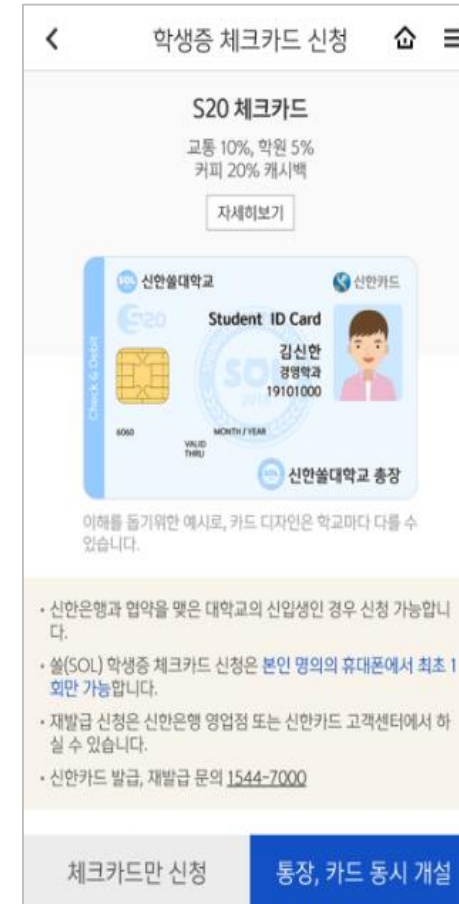 학생증 체크카드 신청
S20 체크카드
교통 10%, 학원 5%
커피 20% 캐시백
자세히보기
SOL 신한쏠대학교
신한카드
S20
Student ID Card
김신한
경영학과
19101000
Check & Debit
6060
MONTH / YEAR
VALID
THRU
신한쏠대학교 총장
이해를 돕기위한 예시로, 카드 디자인은 학교마다 다를 수
있습니다.
• 신한은행과 협약을 맺은 대학교의 신입생인 경우 신청 가능합니
다.
• 쏠(SOL) 학생증 체크카드 신청은 본인 명의의 휴대폰에서 최초 1
회만 가능합니다.
• 재발급 신청은 신한은행 영업점 또는 신한카드 고객센터에서 하
실 수 있습니다.
• 신한카드 발급, 재발급 문의 1544-7000
체크카드만 신청
통장, 카드 동시 개설